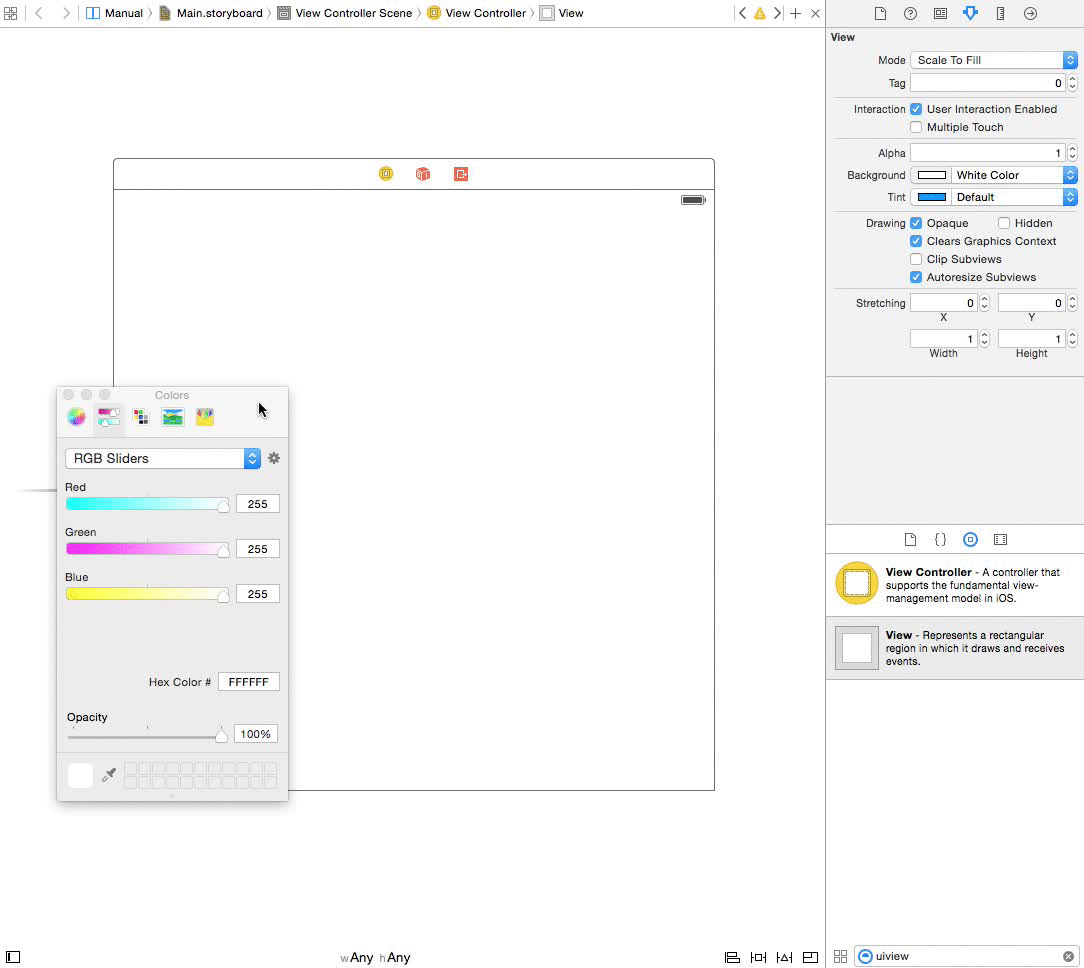 Manual
Main.storyboard
View Controller Scene
View Controller
View
View
Mode
Scale To Fill
Tag
0
Interaction
User Interaction Enabled
Multiple Touch
Alpha
1
Background
White Color
Tint
Default
Drawing
Opaque
Hidden
Clears Graphics Context
Clip Subviews
Autoresize Subviews
Stretching
0
0
X
Y
1
1
Width
Height
Colors
RGB Sliders
Red
255
Green
255
Blue
255
Hex Color #
FFFFFF
Opacity
100%
{ }
View Controller - A controller that
supports the fundamental view-
management model in iOS.
View - Represents a rectangular
region in which it draws and receives
events.
wAny hAny
uiview